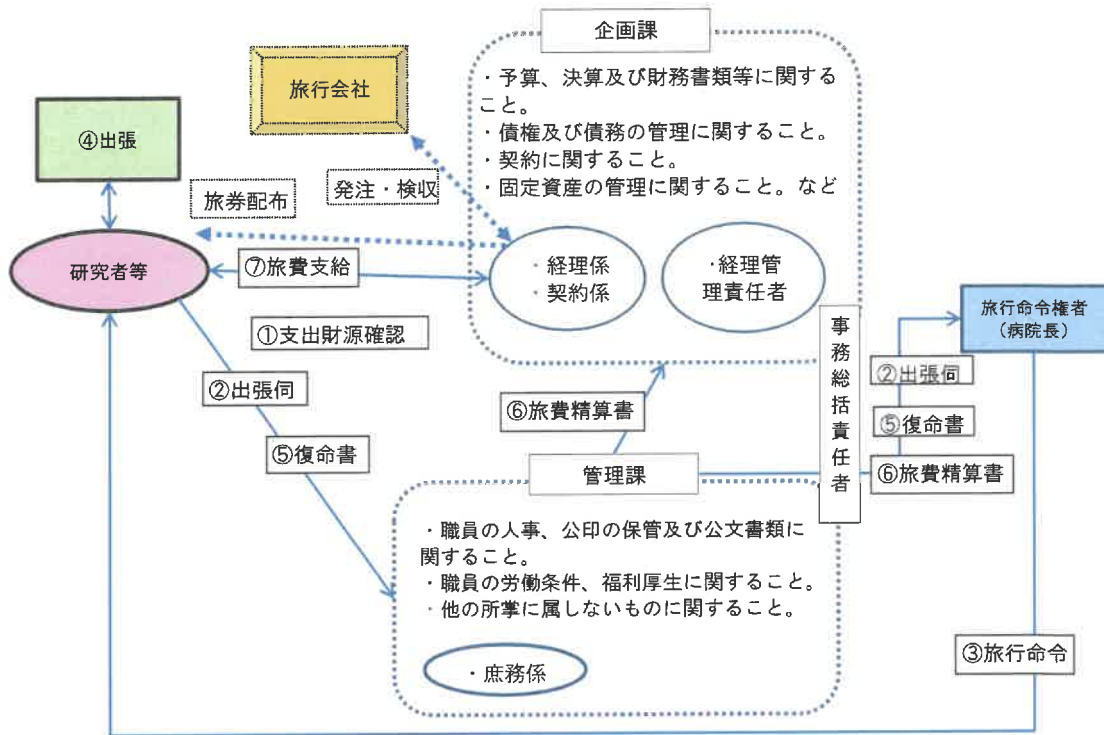 企画課
・予算、決算及び財務書類等に関する
こと。
・債権及び債務の管理に関すること。
・契約に関すること。
・固定資産の管理に関すること。など
旅行会社
④出張
旅券配布
発注・検収
研究者等
⑦旅費支給
・経理係
・契約係
・経理管
理責任者
①支出財源確認
②出張伺
⑤復命書
⑥旅費精算書
事務総括責任者
旅行命令権者
(病院長)
②出張伺
⑤復命書
⑥旅費精算書
管理課
・職員の人事、公印の保管及び公文書類に
関すること。
・職員の労働条件、福利厚生に関すること。
・他の所掌に属しないものに関すること。
・庶務係
③旅行命令